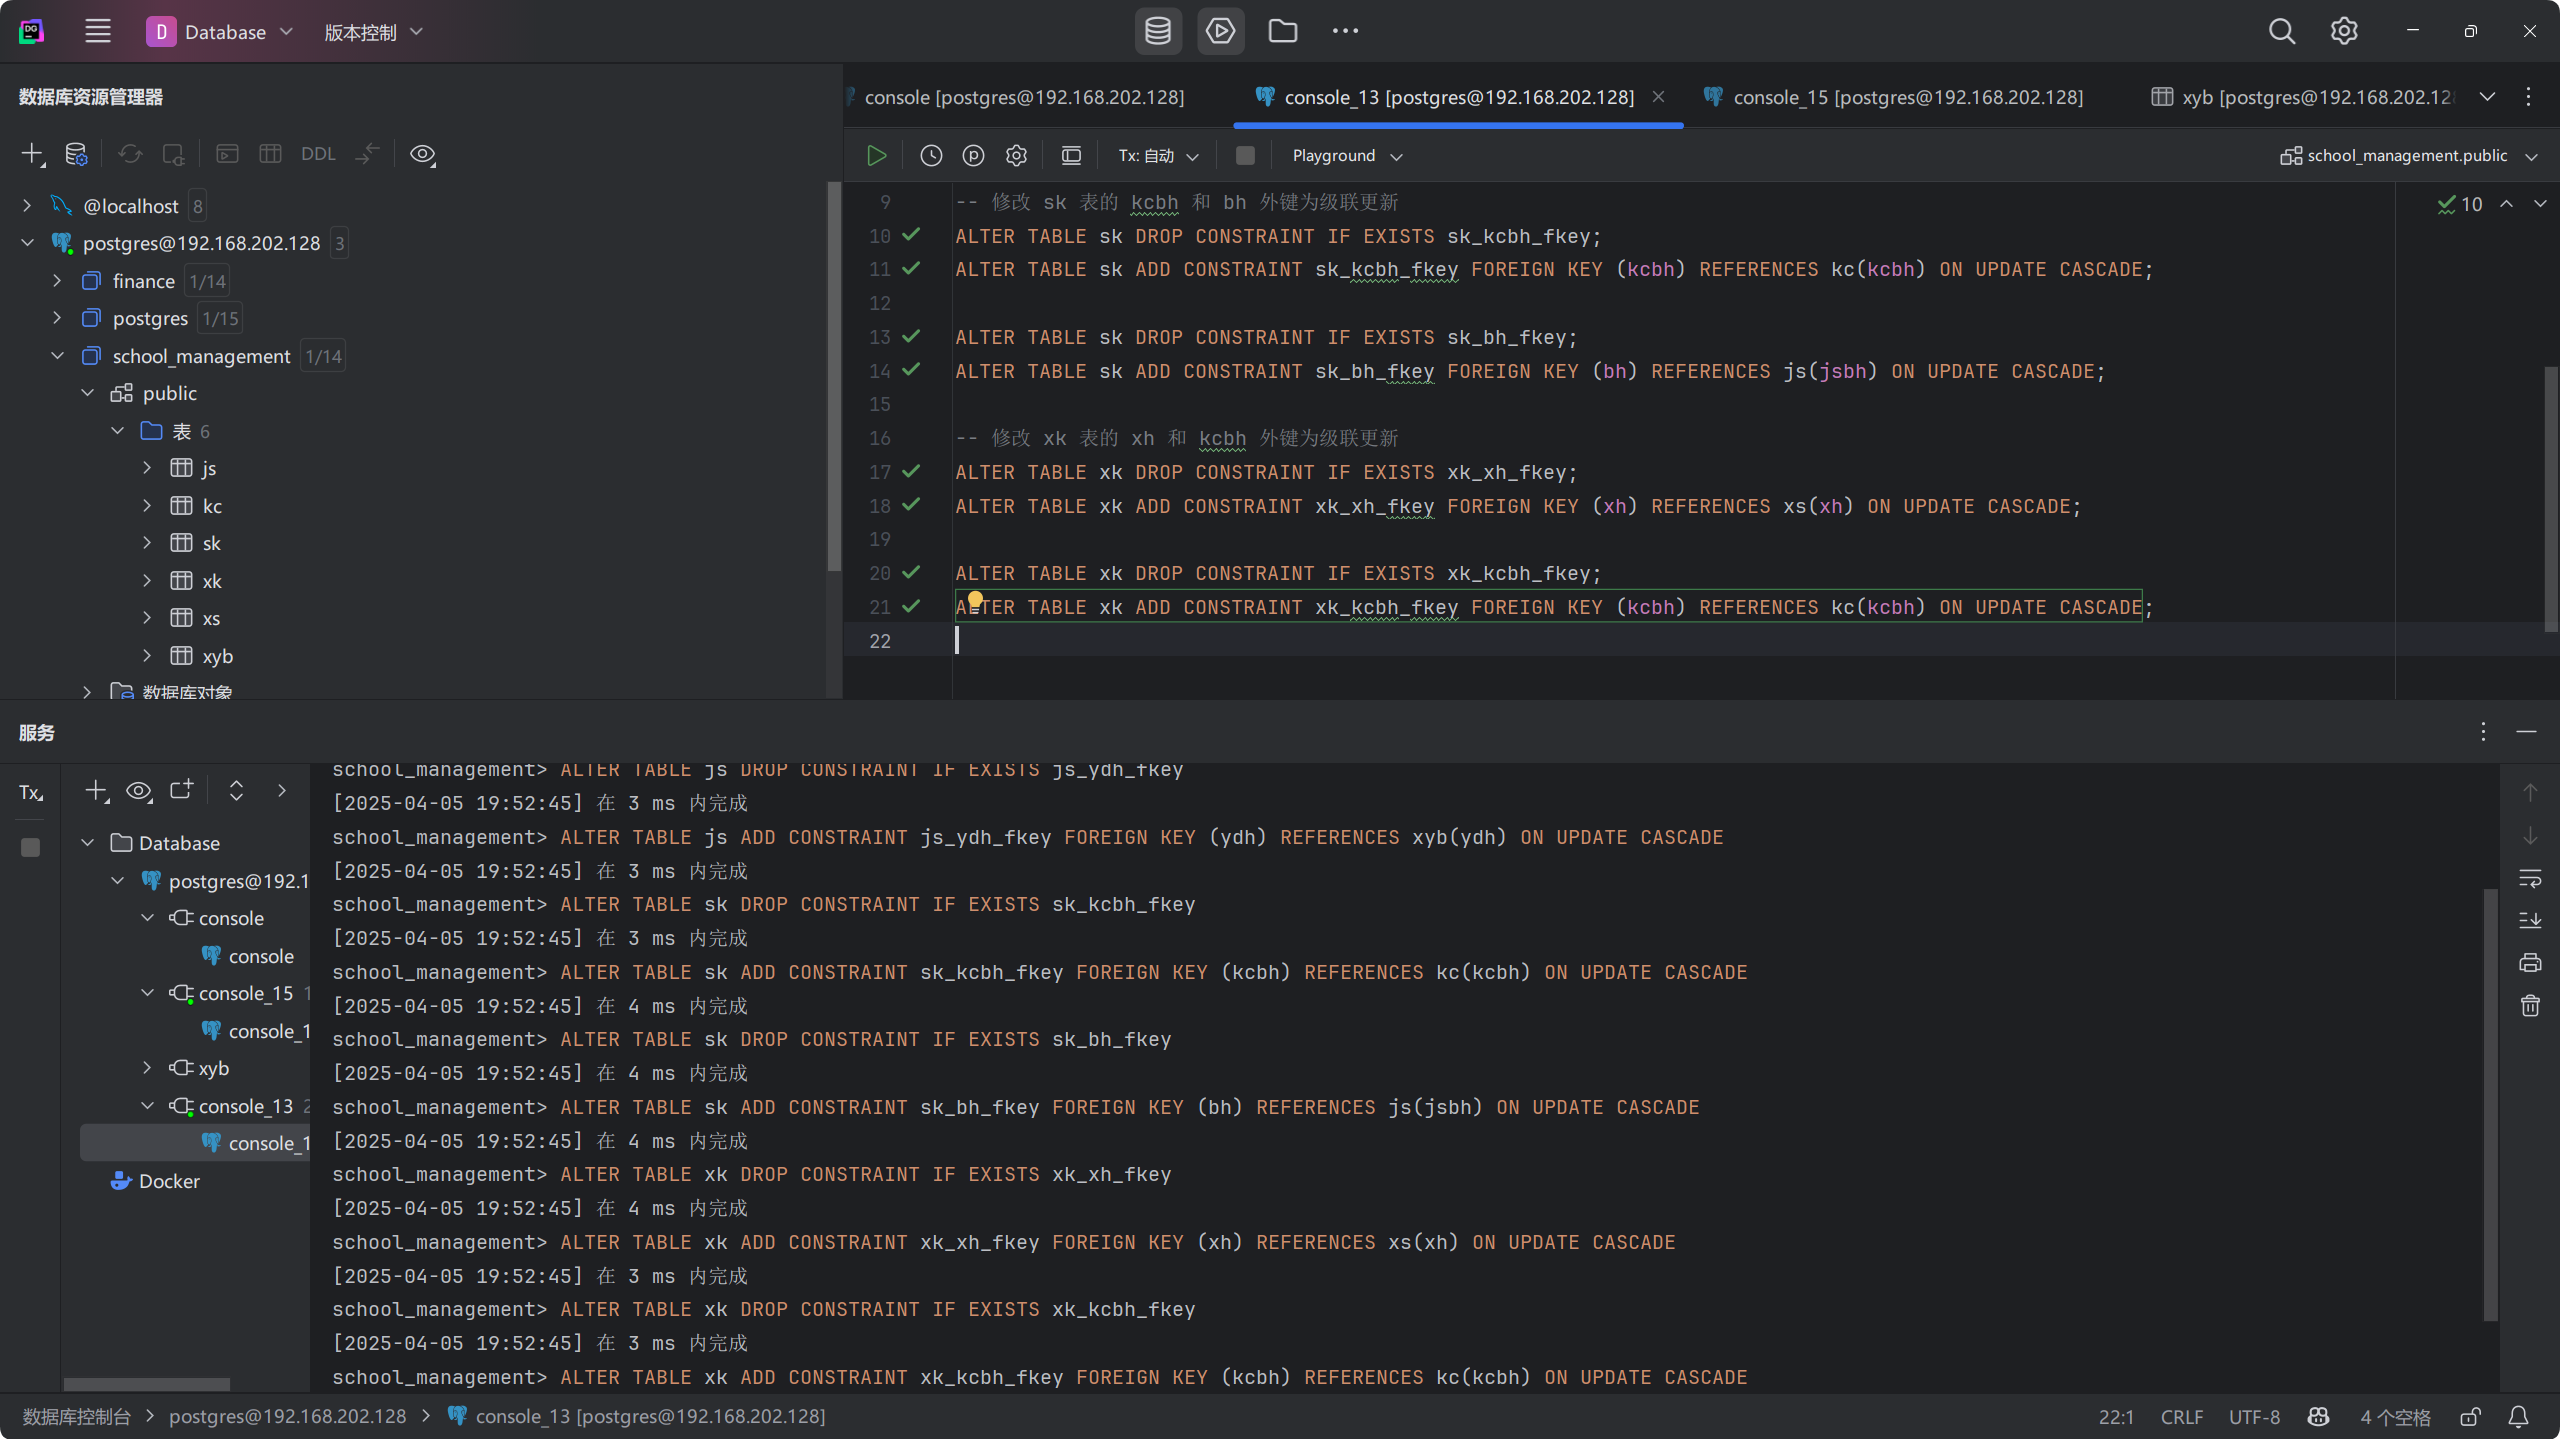 D Database 版本控制
数据库资源管理器
DDL
@localhost 8
postgres@192.168.202.128 3
finance 1/14
postgres 1/15
school_management 1/14
public
表 6
js
kc
sk
xk
xs
xyb
数据库对象
console [postgres@192.168.202.128] console_13 [postgres@192.168.202.128] console_15 [postgres@192.168.202.128] xyb [postgres@192.168.202.12
Tx: 自动 Playground school_management.public
10
9 -- 修改 sk 表的 kcbh 和 bh 外键为级联更新
10 ALTER TABLE sk DROP CONSTRAINT IF EXISTS sk_kcbh_fkey;
11 ALTER TABLE sk ADD CONSTRAINT sk_kcbh_fkey FOREIGN KEY (kcbh) REFERENCES kc(kcbh) ON UPDATE CASCADE;
12
13 ALTER TABLE sk DROP CONSTRAINT IF EXISTS sk_bh_fkey;
14 ALTER TABLE sk ADD CONSTRAINT sk_bh_fkey FOREIGN KEY (bh) REFERENCES js(jsbh) ON UPDATE CASCADE;
15
16 -- 修改 xk 表的 xh 和 kcbh 外键为级联更新
17 ALTER TABLE xk DROP CONSTRAINT IF EXISTS xk_xh_fkey;
18 ALTER TABLE xk ADD CONSTRAINT xk_xh_fkey FOREIGN KEY (xh) REFERENCES xs(xh) ON UPDATE CASCADE;
19
20 ALTER TABLE xk DROP CONSTRAINT IF EXISTS xk_kcbh_fkey;
21 ALTER TABLE xk ADD CONSTRAINT xk_kcbh_fkey FOREIGN KEY (kcbh) REFERENCES kc(kcbh) ON UPDATE CASCADE;
22
服务
Tx
Database
postgres@192.1
console
console
console_15 1
console_1
xyb
console_13 2
console_1
Docker
school_management> ALTER TABLE js DROP CONSTRAINT IF EXISTS js_ydh_fkey
[2025-04-05 19:52:45] 在 3 ms 内完成
school_management> ALTER TABLE js ADD CONSTRAINT js_ydh_fkey FOREIGN KEY (ydh) REFERENCES xyb(ydh) ON UPDATE CASCADE
[2025-04-05 19:52:45] 在 3 ms 内完成
school_management> ALTER TABLE sk DROP CONSTRAINT IF EXISTS sk_kcbh_fkey
[2025-04-05 19:52:45] 在 3 ms 内完成
school_management> ALTER TABLE sk ADD CONSTRAINT sk_kcbh_fkey FOREIGN KEY (kcbh) REFERENCES kc(kcbh) ON UPDATE CASCADE
[2025-04-05 19:52:45] 在 4 ms 内完成
school_management> ALTER TABLE sk DROP CONSTRAINT IF EXISTS sk_bh_fkey
[2025-04-05 19:52:45] 在 4 ms 内完成
school_management> ALTER TABLE sk ADD CONSTRAINT sk_bh_fkey FOREIGN KEY (bh) REFERENCES js(jsbh) ON UPDATE CASCADE
[2025-04-05 19:52:45] 在 4 ms 内完成
school_management> ALTER TABLE xk DROP CONSTRAINT IF EXISTS xk_xh_fkey
[2025-04-05 19:52:45] 在 4 ms 内完成
school_management> ALTER TABLE xk ADD CONSTRAINT xk_xh_fkey FOREIGN KEY (xh) REFERENCES xs(xh) ON UPDATE CASCADE
[2025-04-05 19:52:45] 在 3 ms 内完成
school_management> ALTER TABLE xk DROP CONSTRAINT IF EXISTS xk_kcbh_fkey
[2025-04-05 19:52:45] 在 3 ms 内完成
school_management> ALTER TABLE xk ADD CONSTRAINT xk_kcbh_fkey FOREIGN KEY (kcbh) REFERENCES kc(kcbh) ON UPDATE CASCADE
数据库控制台 postgres@192.168.202.128 console_13 [postgres@192.168.202.128] 22:1 CRLF UTF-8 4 个空格